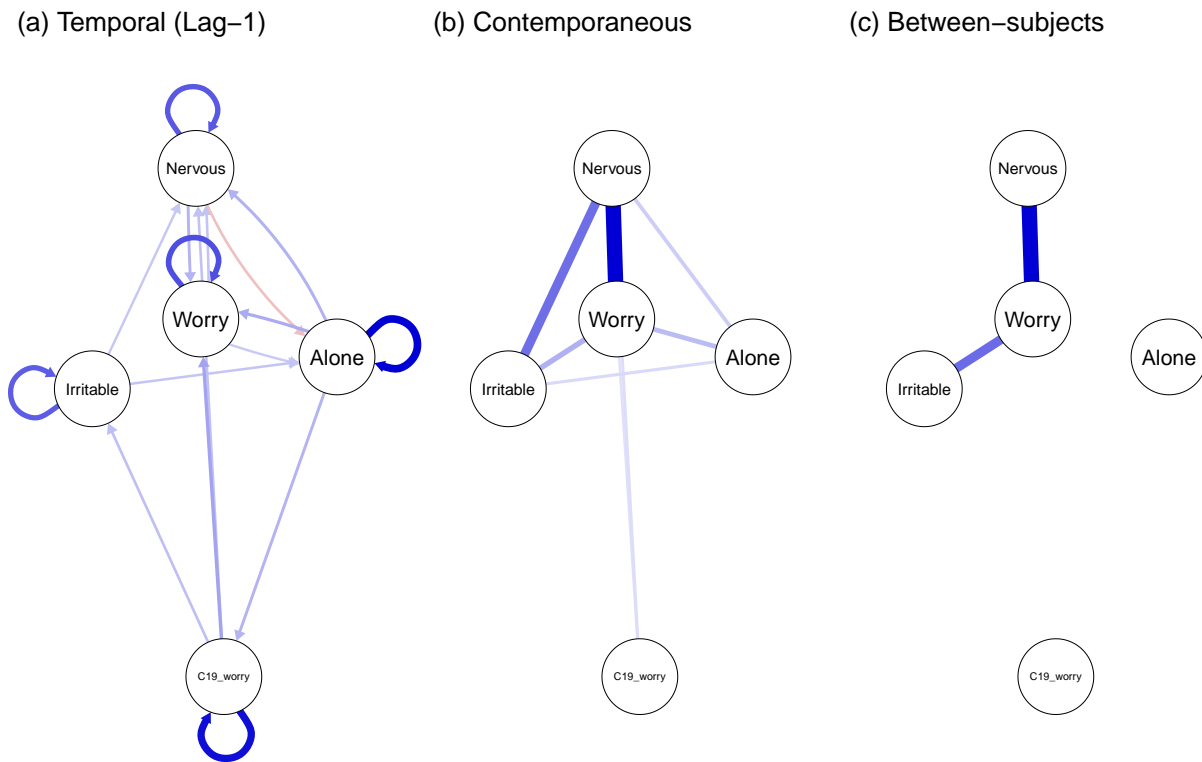 (a) Temporal (Lag−1)
Nervous
Worry
Alone
Irritable
C19_worry
(b) Contemporaneous
Nervous
Worry
Alone
Irritable
C19_worry
(c) Between−subjects
Nervous
Worry
Alone
Irritable
C19_worry